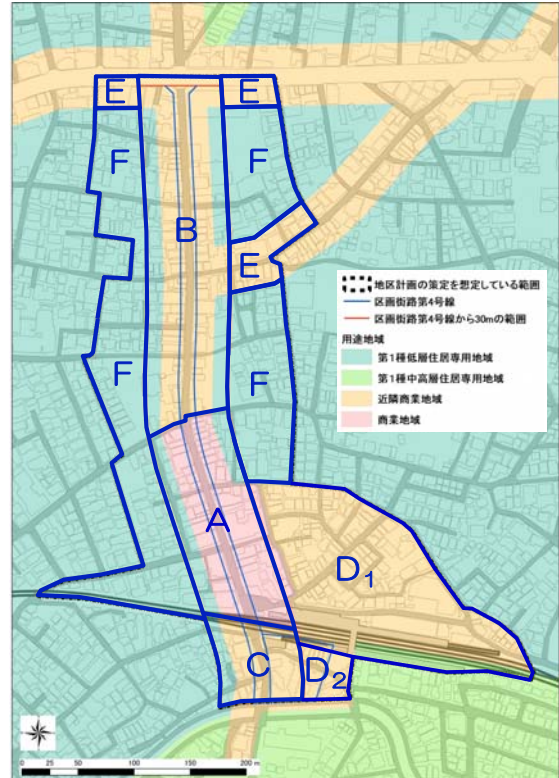 E
E
F
F
B
E
F
F
A
D₁
C
D₂
地区計画の策定を想定している範囲
区画街路第4号線
区画街路第4号線から30mの範囲
用途地域
第1種低層住居専用地域
第1種中高層住居専用地域
近隣商業地域
商業地域
0 25 50 100 150 200 m